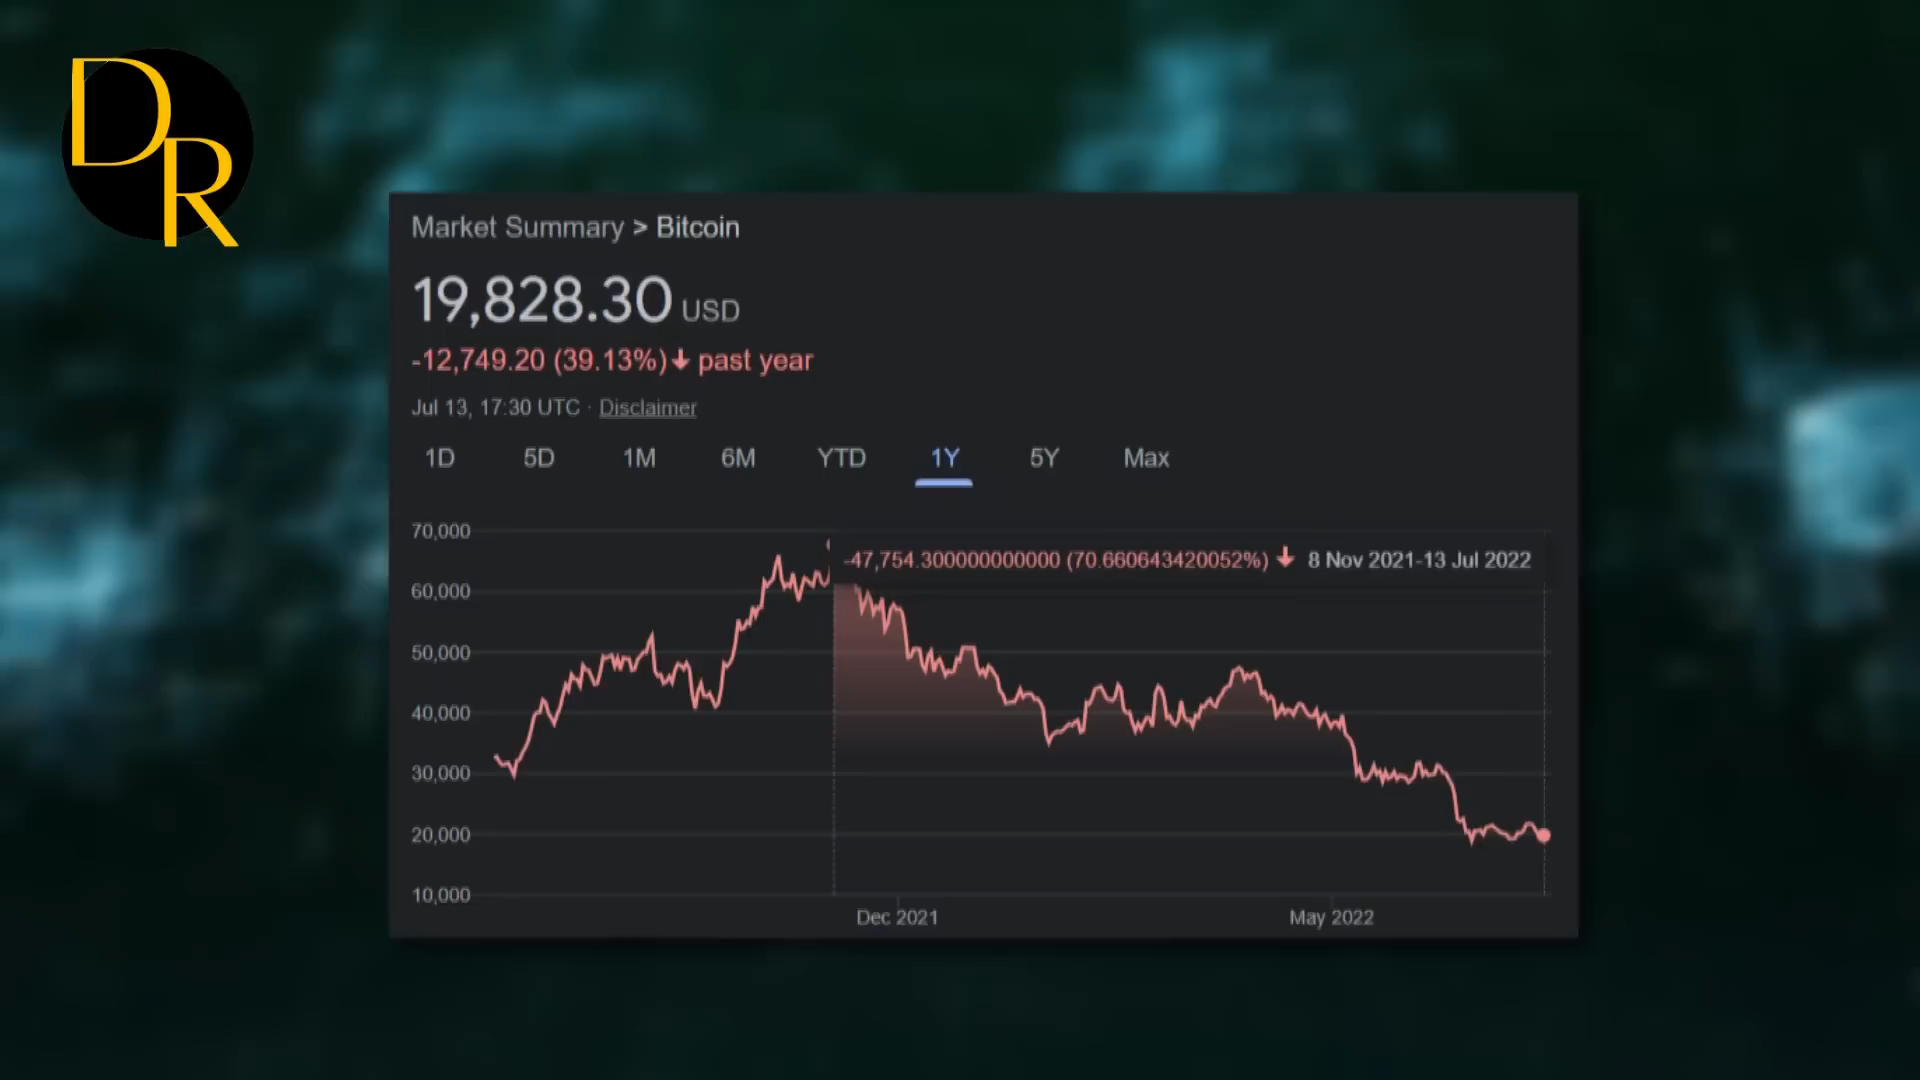 DR
Market Summary > Bitcoin
19,828.30 USD
-12,749.20 (39.13%)↓ past year
Jul 13, 17:30 UTC · Disclaimer
1D 5D 1M 6M YTD 1Y 5Y Max
70,000
-47,754.300000000000 (70.660643420052%) ↓ 8 Nov 2021-13 Jul 2022
60,000
50,000
40,000
30,000
20,000
10,000
Dec 2021 May 2022